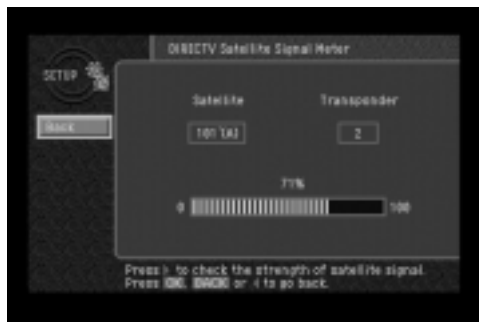 DIRECTV Satellite Signal Meter
SETUP
Satellite Transponder
Back
101 (A) 2
71%
0 100
Press ▷ to check the strength of satellite signal.
Press OK, BACK or ◁ to go back.